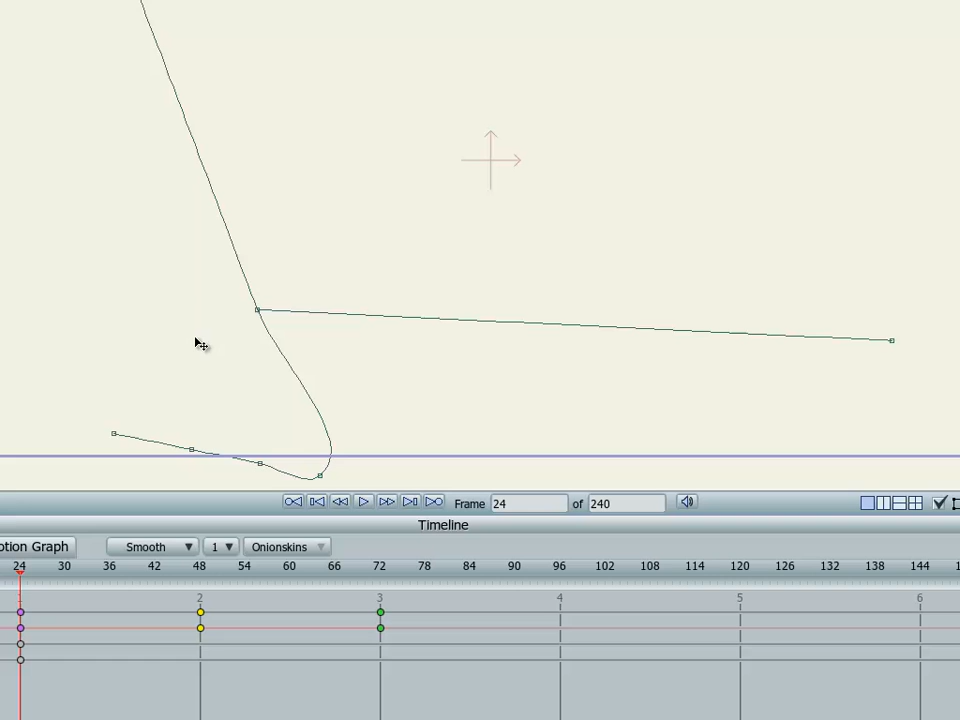 Frame 24 of 240
Timeline
otion Graph Smooth 1 Onionskins
24 30 36 42 48 54 60 66 72 78 84 90 96 102 108 114 120 126 132 138 144
1 2 3 4 5 6